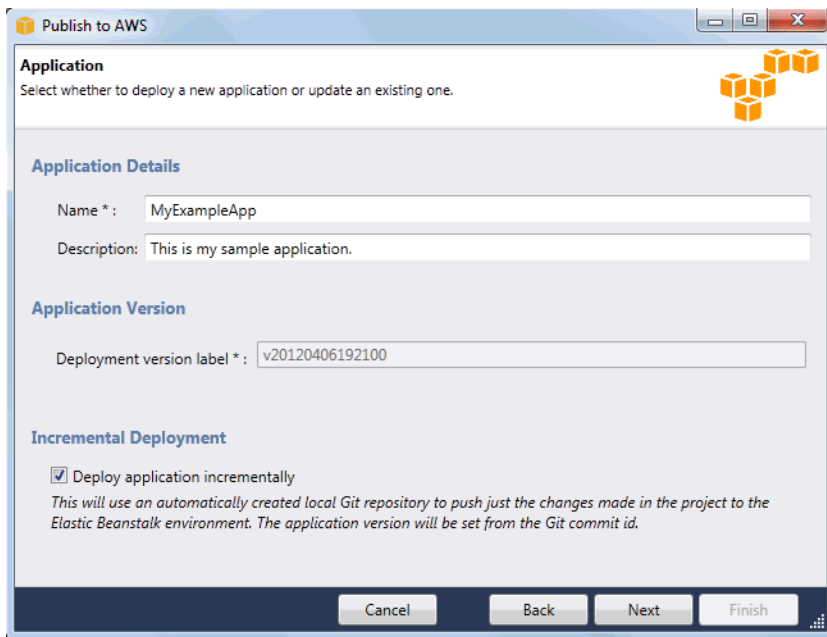 Publish to AWS
Application
Select whether to deploy a new application or update an existing one.
Application Details
Name * : MyExampleApp
Description: This is my sample application.
Application Version
Deployment version label * : v20120406192100
Incremental Deployment
Deploy application incrementally
This will use an automatically created local Git repository to push just the changes made in the project to the
Elastic Beanstalk environment. The application version will be set from the Git commit id.
Cancel Back Next Finish